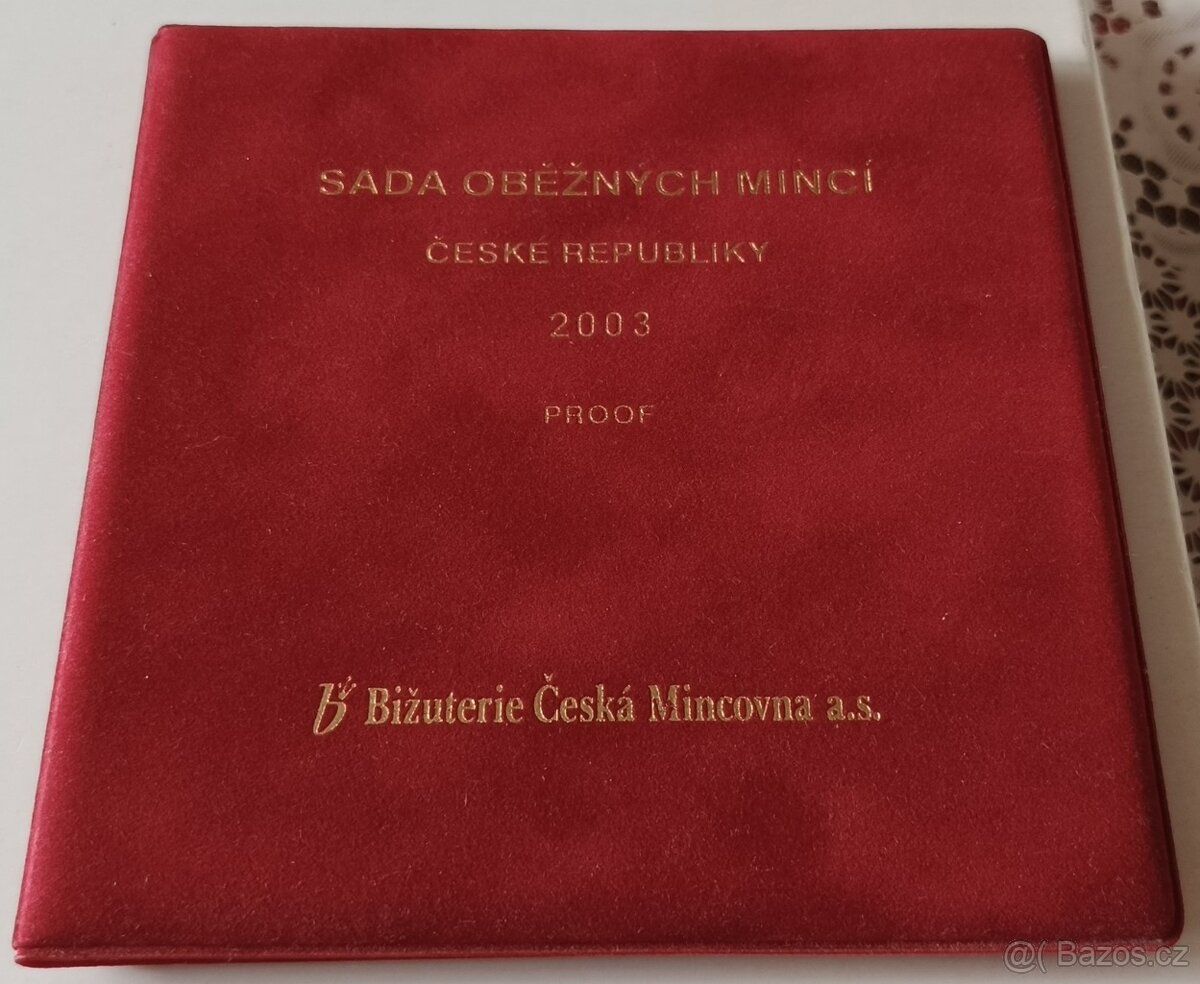 SADA OBĚŽNÝCH MINCÍ
ČESKÉ REPUBLIKY
2003
PROOF
Bižuterie Česká Mincovna a.s.
@( Bazos.cz